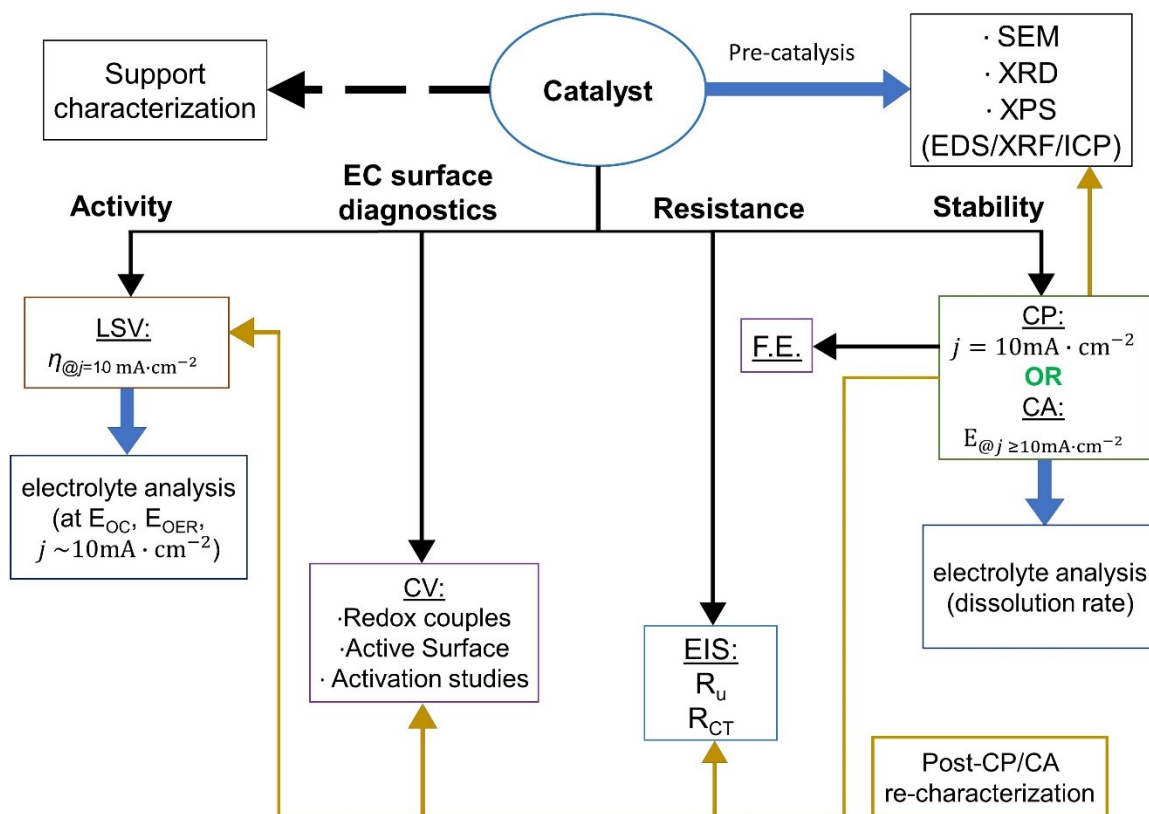 Support
characterization
Catalyst
Pre-catalysis
· SEM
· XRD
· XPS
(EDS/XRF/ICP)
Activity
EC surface
diagnostics
Resistance
Stability
LSV:
η@j=10 mA·cm−2
electrolyte analysis
(at EOC, EOER,
j ~10mA · cm−2)
CV:
·Redox couples
·Active Surface
· Activation studies
EIS:
Ru
RCT
F.E.
CP:
j = 10mA · cm−2
OR
CA:
E@j ≥10mA·cm−2
electrolyte analysis
(dissolution rate)
Post-CP/CA
re-characterization